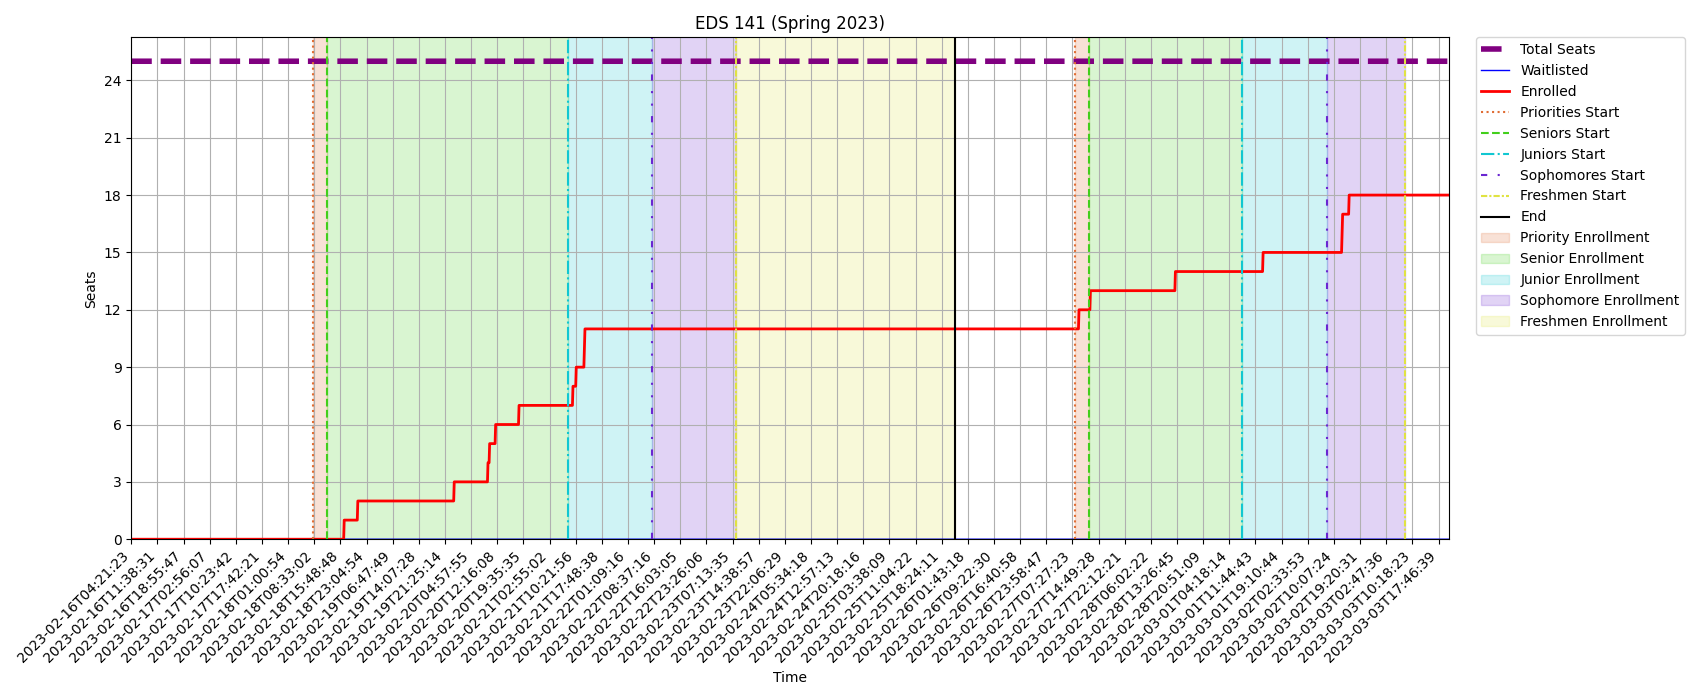 EDS 141 (Spring 2023)
Seats
24
21
18
15
12
9
6
3
0
2023-02-16T04:21:23
2023-02-16T11:38:31
2023-02-16T18:55:47
2023-02-17T02:56:07
2023-02-17T10:23:42
2023-02-17T17:42:21
2023-02-18T01:00:54
2023-02-18T08:33:02
2023-02-18T15:48:48
2023-02-18T23:04:54
2023-02-19T06:47:49
2023-02-19T14:07:28
2023-02-19T21:25:14
2023-02-20T04:57:55
2023-02-20T12:16:08
2023-02-20T19:35:35
2023-02-21T02:55:02
2023-02-21T10:21:56
2023-02-21T17:48:38
2023-02-22T01:09:16
2023-02-22T08:37:16
2023-02-22T16:03:05
2023-02-22T23:26:06
2023-02-23T07:13:35
2023-02-23T14:38:57
2023-02-23T22:06:29
2023-02-24T05:34:18
2023-02-24T12:57:13
2023-02-24T20:18:16
2023-02-25T03:38:09
2023-02-25T11:04:22
2023-02-25T18:24:11
2023-02-26T01:43:18
2023-02-26T09:22:30
2023-02-26T16:40:58
2023-02-26T23:58:47
2023-02-27T07:27:23
2023-02-27T14:49:28
2023-02-27T22:12:21
2023-02-28T06:02:22
2023-02-28T13:26:45
2023-02-28T20:51:09
2023-03-01T04:18:14
2023-03-01T11:44:43
2023-03-01T19:10:44
2023-03-02T02:33:53
2023-03-02T10:07:24
2023-03-02T19:20:31
2023-03-03T02:47:36
2023-03-03T10:18:23
2023-03-03T17:46:39
Time
Total Seats
Waitlisted
Enrolled
Priorities Start
Seniors Start
Juniors Start
Sophomores Start
Freshmen Start
End
Priority Enrollment
Senior Enrollment
Junior Enrollment
Sophomore Enrollment
Freshmen Enrollment